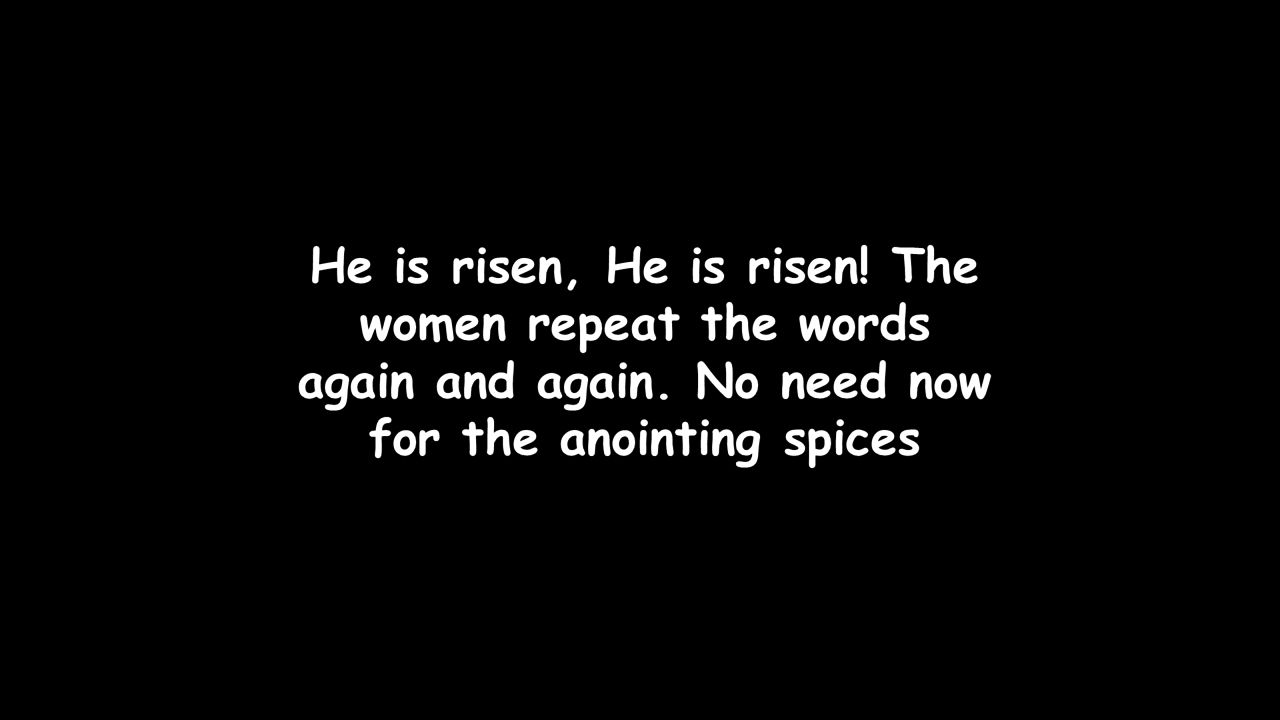 He is risen, He is risen! The
women repeat the words
again and again. No need now
for the anointing spices